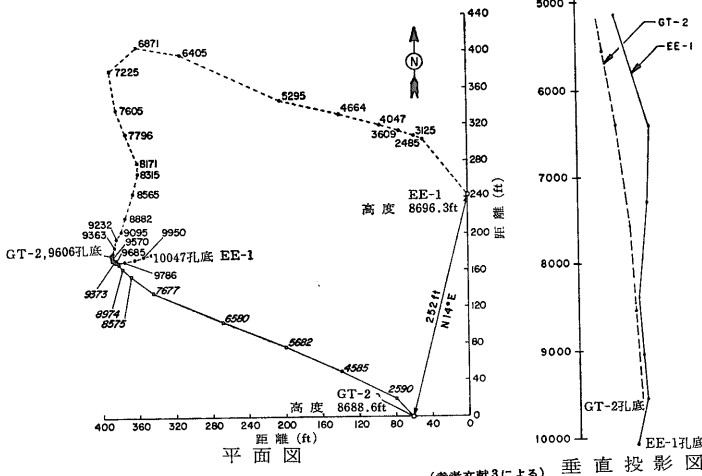 440
400
360
320
280
240
200
160
120
80
40
0
距離 (ft)
400 360 320 280 240 200 160 120 80 40 0
距離 (ft)
平面図
N
6871
6405
7225
7605
7796
8171
8315
8565
8882
9095
9232
9363
9570
9685
9950
9786
10047孔底 EE-1
GT-2, 9606孔底
9373
8974
8575
7677
6580
5682
4585
2590
5295
4664
4047
3609
3125
2485
EE-1
高度 8696.3ft
252ft
N14°E
GT-2
高度 8688.6ft
5000
6000
7000
8000
9000
10000
GT-2
EE-1
GT-2孔底
EE-1孔底
(参考文献3による)
垂直投影図